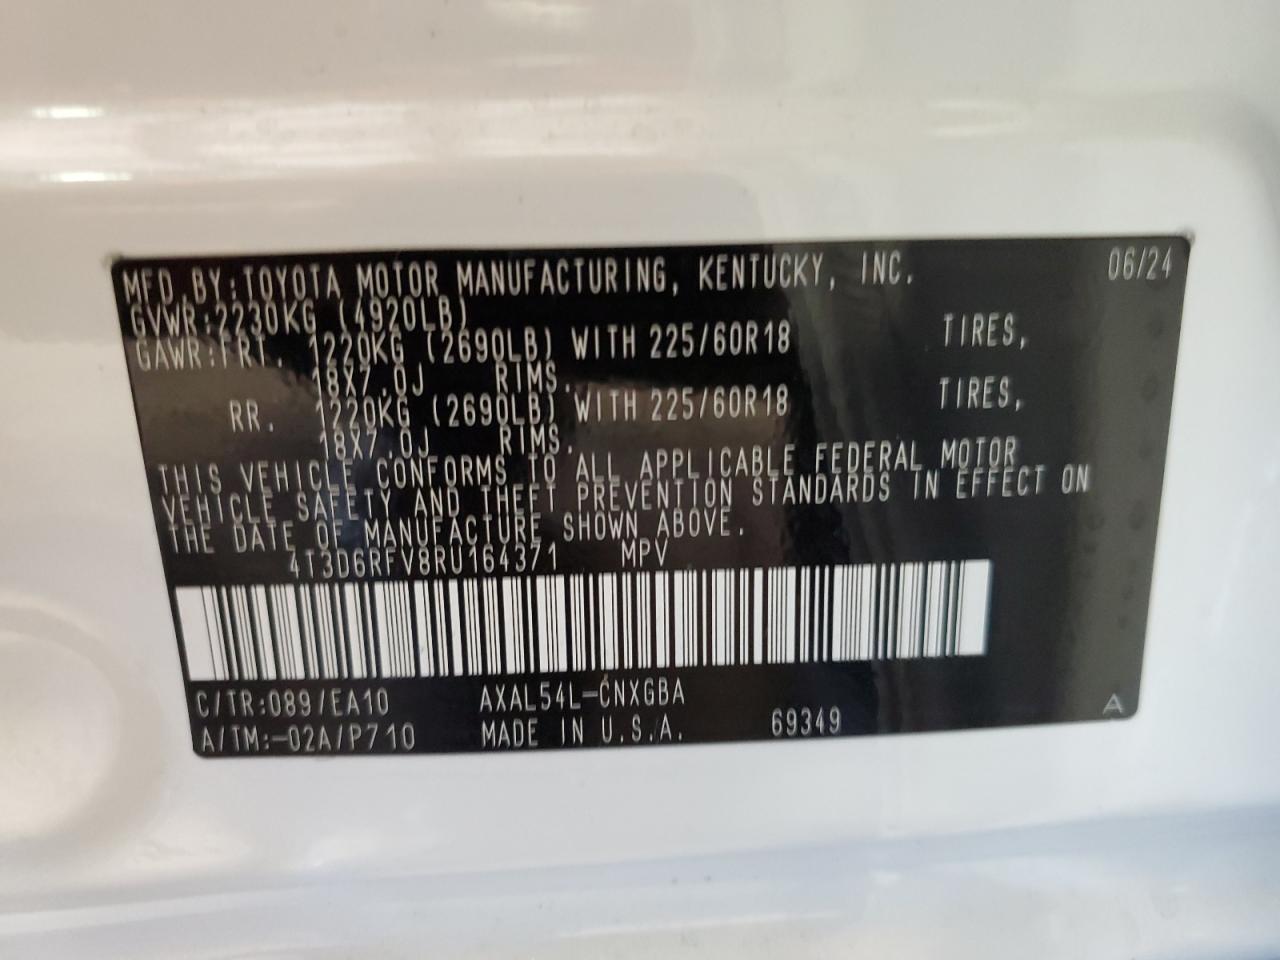 MFD.BY:TOYOTA MOTOR MANUFACTURING, KENTUCKY, INC. 06/24
GVWR:2230KG (4920LB)
GAWR:FRT. 1220KG (2690LB) WITH 225/60R18 TIRES,
18X7.0J RIMS.
RR. 1220KG (2690LB) WITH 225/60R18 TIRES,
18X7.0J RIMS.
THIS VEHICLE CONFORMS TO ALL APPLICABLE FEDERAL MOTOR
VEHICLE SAFETY AND THEFT PREVENTION STANDARDS IN EFFECT ON
THE DATE OF MANUFACTURE SHOWN ABOVE.
4T3D6RFV8RU164371 MPV
C/TR:089/EA10 AXAL54L-CNXGBA
A/TM:-02A/P710 MADE IN U.S.A. 69349 A